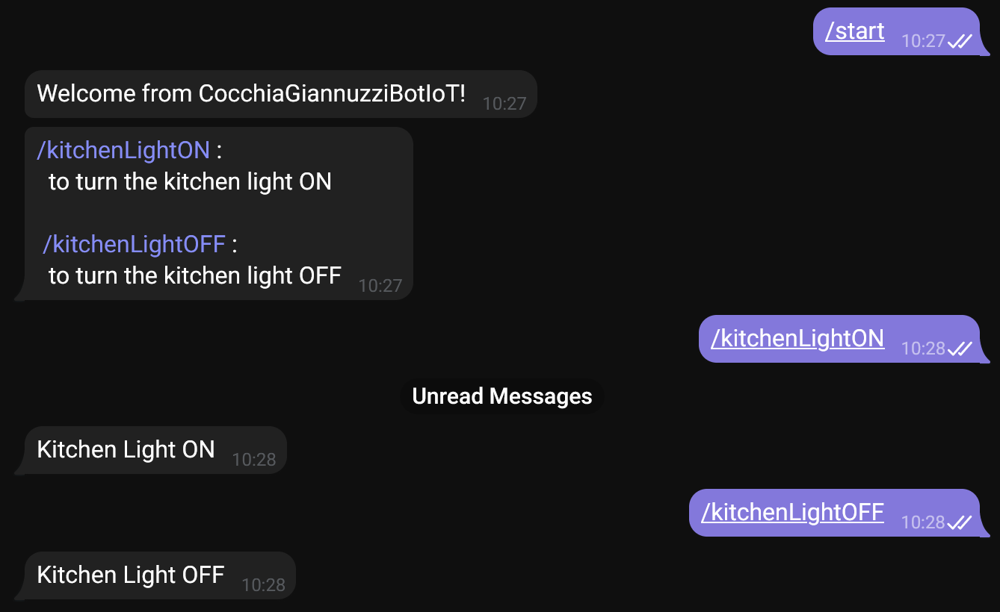 /start 10:27
Welcome from CocchiaGiannuzziBotIoT! 10:27
/kitchenLightON :
to turn the kitchen light ON
/kitchenLightOFF :
to turn the kitchen light OFF 10:27
/kitchenLightON 10:28
Unread Messages
Kitchen Light ON 10:28
/kitchenLightOFF 10:28
Kitchen Light OFF 10:28